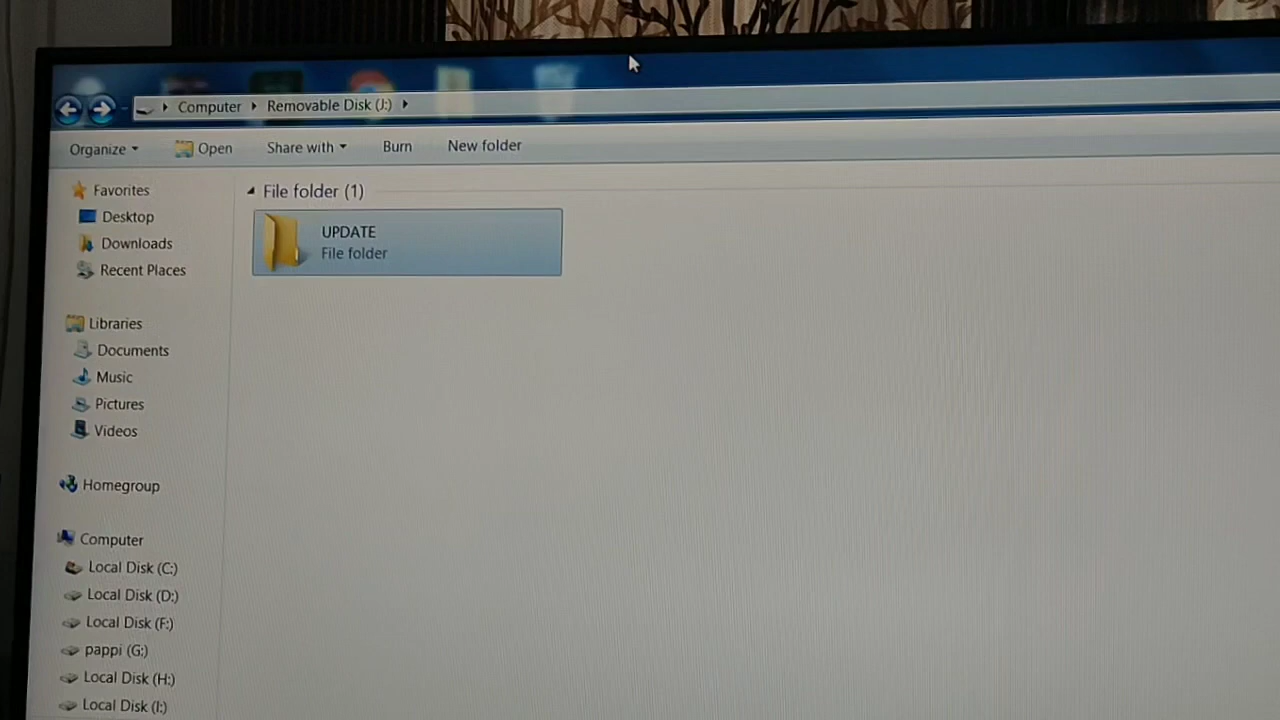 Computer Removable Disk (J:)
Organize Open Share with Burn New folder
Favorites
Desktop
Downloads
Recent Places
Libraries
Documents
Music
Pictures
Videos
Homegroup
Computer
Local Disk (C:)
Local Disk (D:)
Local Disk (F:)
pappi (G:)
Local Disk (H:)
Local Disk (I:)
File folder (1)
UPDATE
File folder